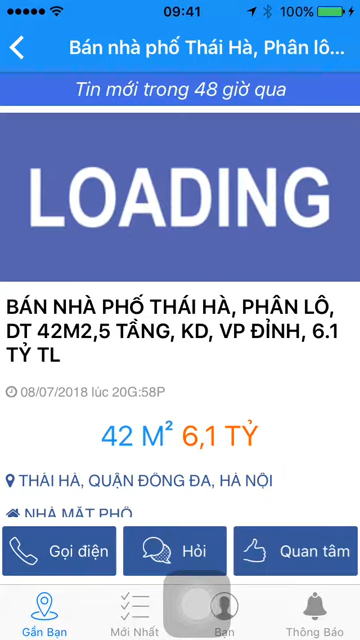 09:41
100%
Bán nhà phố Thái Hà, Phân lô...
Tin mới trong 48 giờ qua
LOADING
BÁN NHÀ PHỐ THÁI HÀ, PHÂN LÔ,
DT 42M2,5 TẦNG, KD, VP ĐỈNH, 6.1
TỶ TL
08/07/2018 lúc 20G:58P
42 M² 6,1 TỶ
THÁI HÀ, QUẬN ĐỐNG ĐA, HÀ NỘI
NHÀ MẶT PHỐ
Gọi điện
Hỏi
Quan tâm
Gần Bạn
Mới Nhất
Bạn
Thông Báo